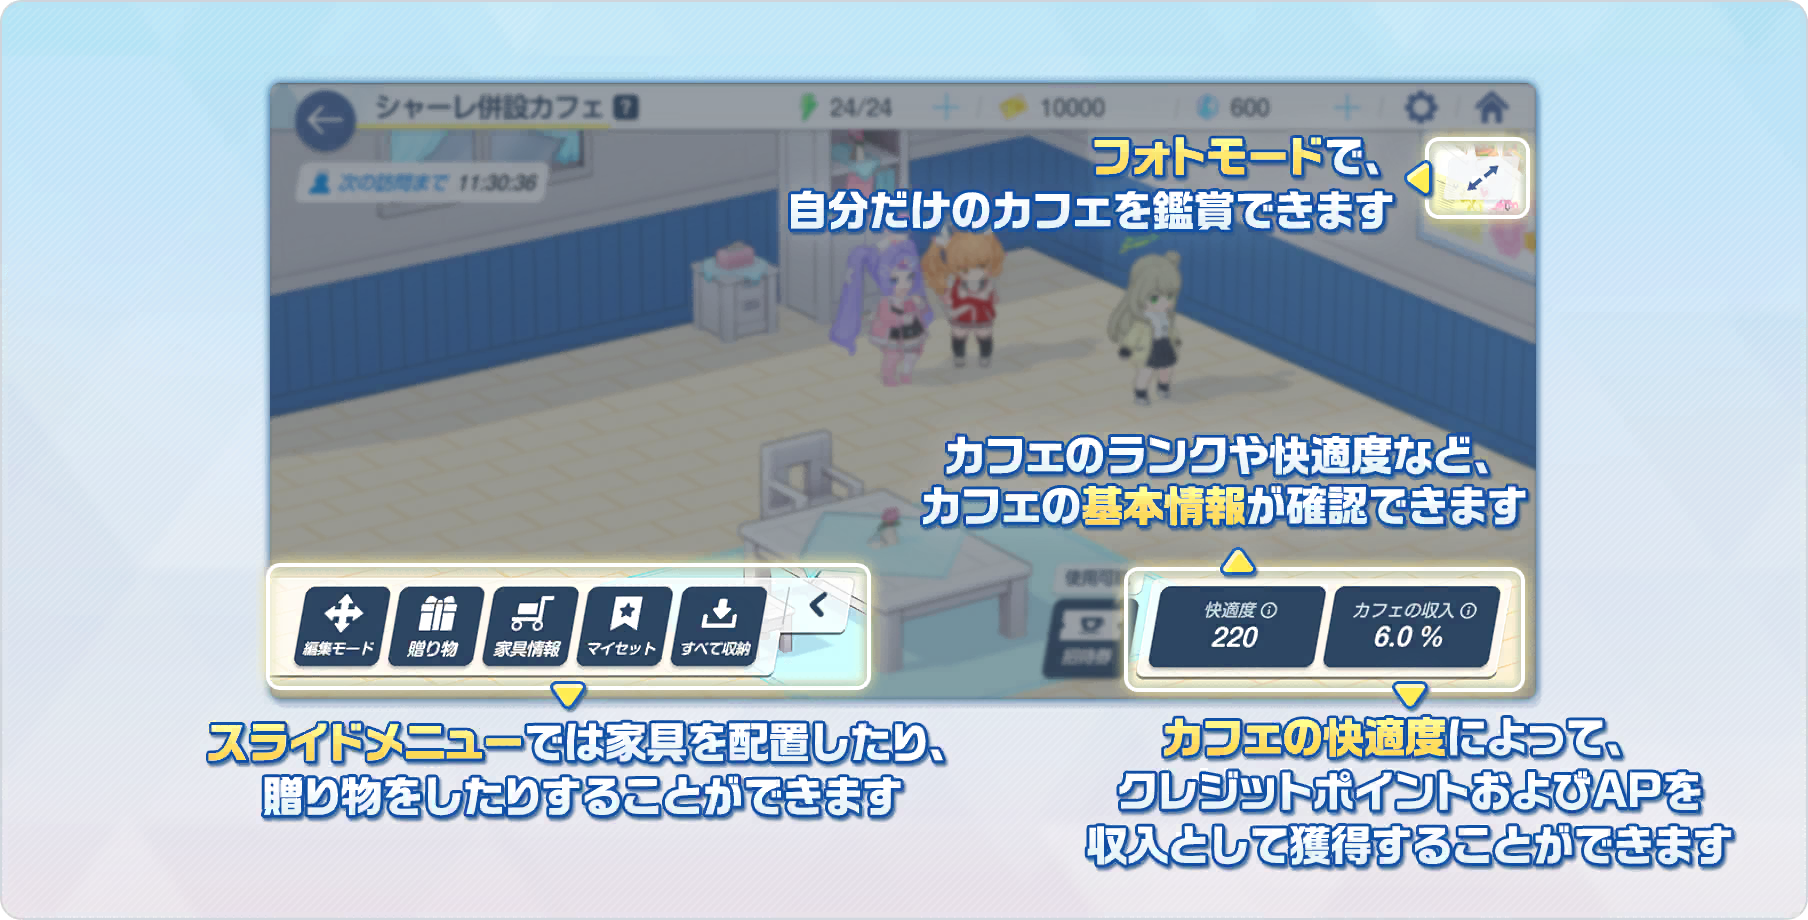 シャーレ併設カフェ ?
24/24
10000
600
次の訪問まで 11:30:36
フォトモードで、
自分だけのカフェを鑑賞できます
カフェのランクや快適度など、
カフェの基本情報が確認できます
編集モード
贈り物
家具情報
マイセット
すべて収納
使用可
招待券
快適度
220
カフェの収入
6.0 %
スライドメニューでは家具を配置したり、
贈り物をしたりすることができます
カフェの快適度によって、
クレジットポイントおよびAPを
収入として獲得することができます